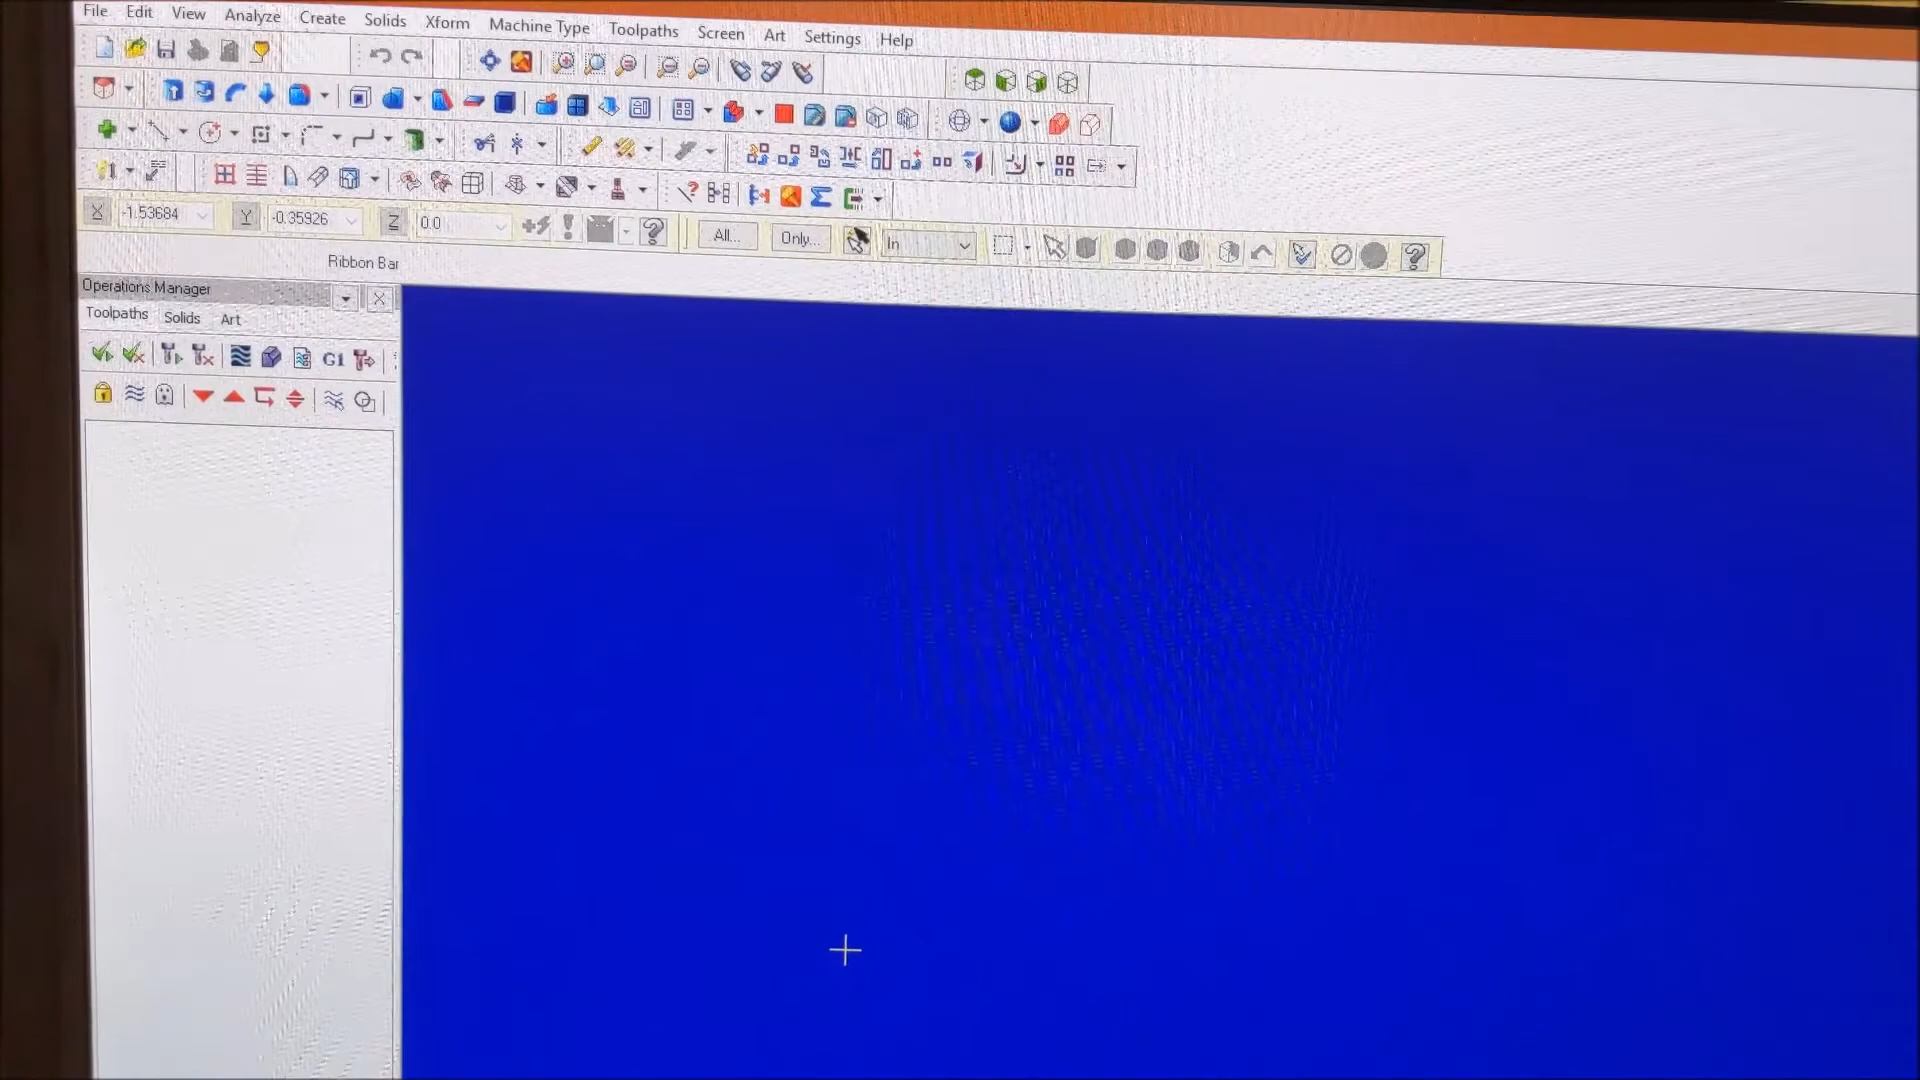 File Edit View Analyze Create Solids Xform Machine Type Toolpaths Screen Art Settings Help
X -1.53684 Y -0.35926 Z 0.0 All... Only... In
Ribbon Bar
Operations Manager
Toolpaths Solids Art
G1